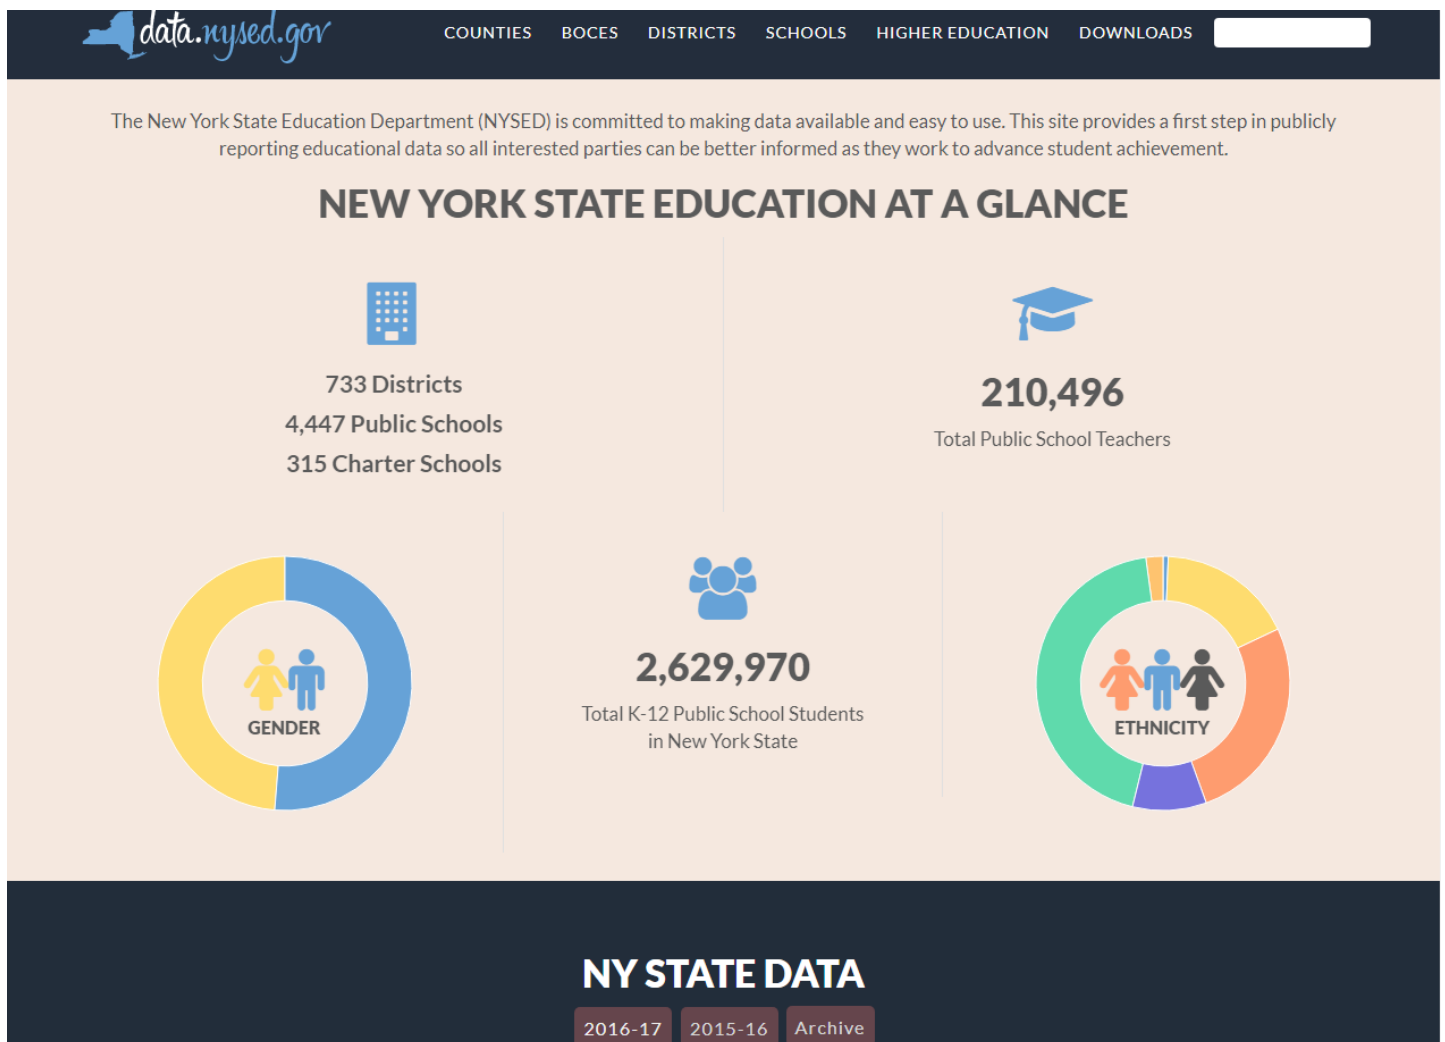 data.nysed.gov
COUNTIES BOCES DISTRICTS SCHOOLS HIGHER EDUCATION DOWNLOADS
The New York State Education Department (NYSED) is committed to making data available and easy to use. This site provides a first step in publicly
reporting educational data so all interested parties can be better informed as they work to advance student achievement.
NEW YORK STATE EDUCATION AT A GLANCE
733 Districts
4,447 Public Schools
315 Charter Schools
210,496
Total Public School Teachers
GENDER
2,629,970
Total K-12 Public School Students
in New York State
ETHNICITY
NY STATE DATA
2016-17 2015-16 Archive